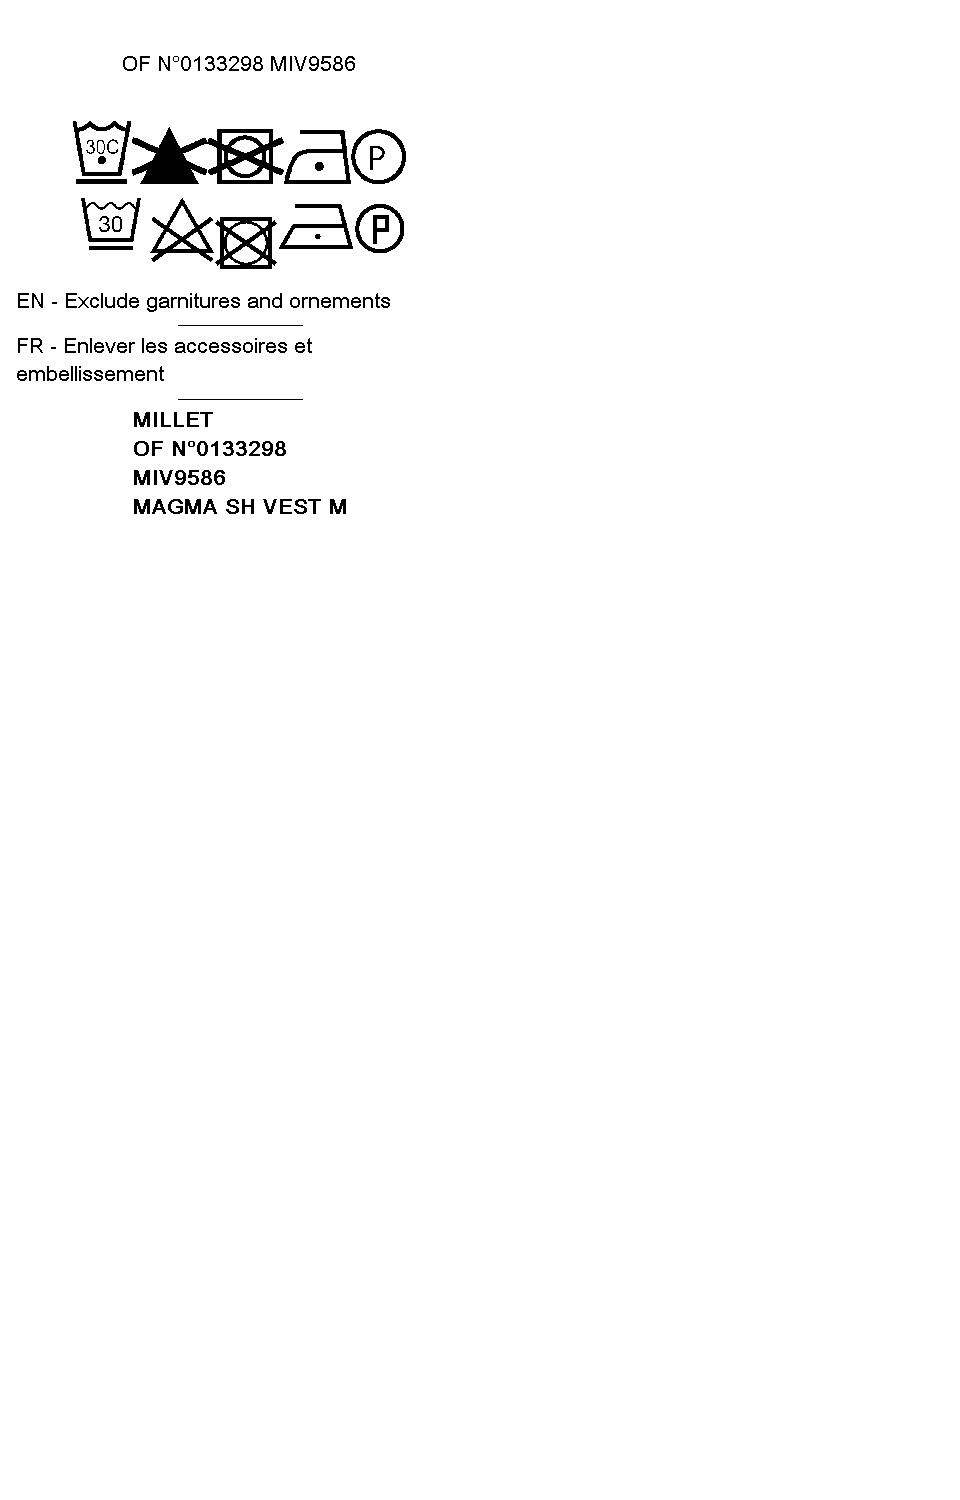 OF N°0133298 MIV9586
30C P
30 P
EN - Exclude garnitures and ornements
FR - Enlever les accessoires et
embellissement
MILLET
OF N°0133298
MIV9586
MAGMA SH VEST M